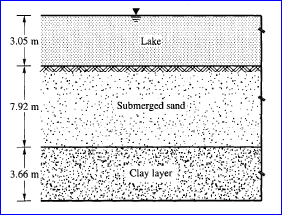 3.05 m
Lake
7.92 m
Submerged sand
3.66 m
Clay layer